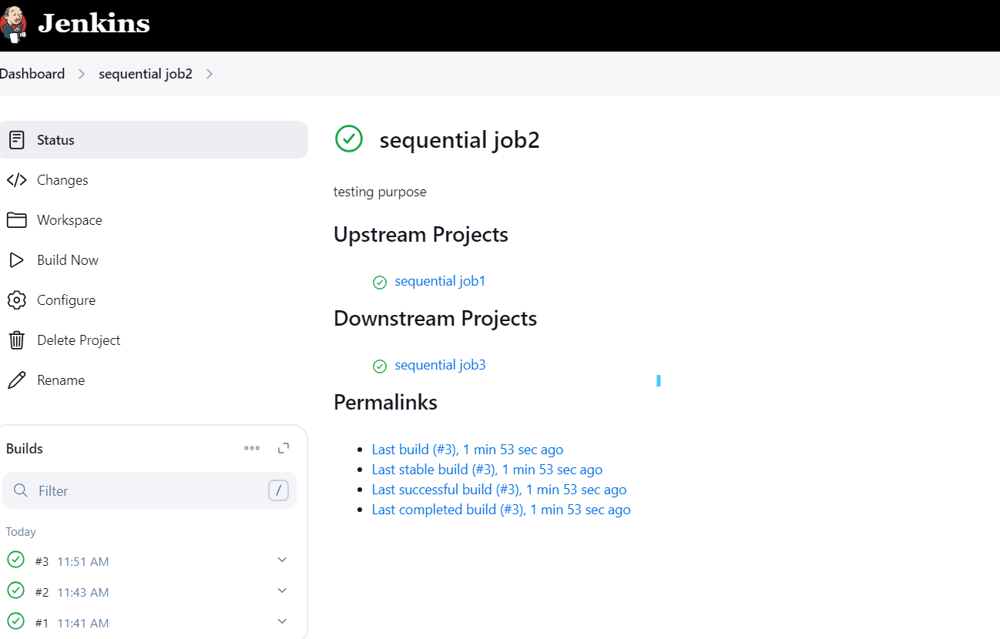 Jenkins
Dashboard
sequential job2
Status
Changes
Workspace
Build Now
Configure
Delete Project
Rename
Builds
Filter
/
Today
#3 11:51 AM
#2 11:43 AM
#1 11:41 AM
sequential job2
testing purpose
Upstream Projects
sequential job1
Downstream Projects
sequential job3
Permalinks
Last build (#3), 1 min 53 sec ago
Last stable build (#3), 1 min 53 sec ago
Last successful build (#3), 1 min 53 sec ago
Last completed build (#3), 1 min 53 sec ago